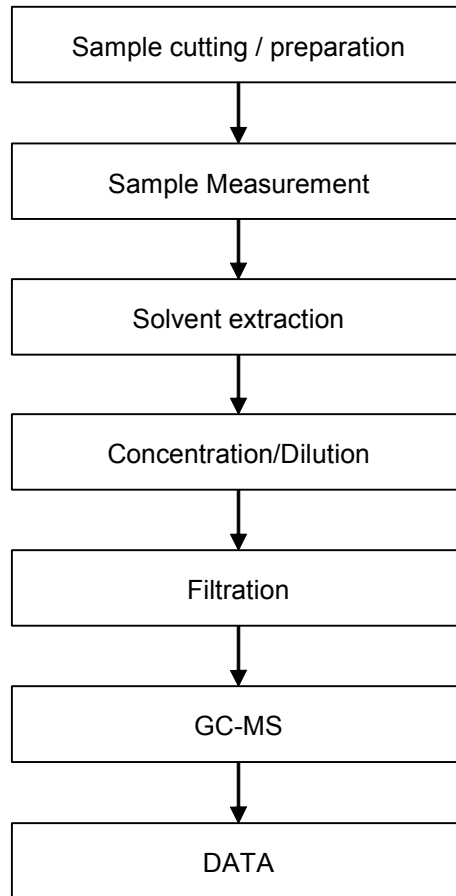 Sample cutting / preparation
Sample Measurement
Solvent extraction
Concentration/Dilution
Filtration
GC-MS
DATA